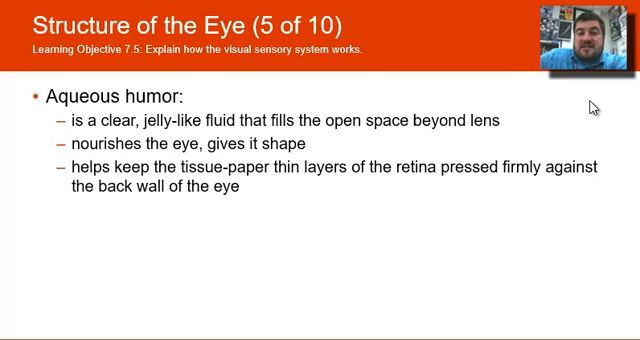 Structure of the Eye (5 of 10)
Learning Objective 7.5: Explain how the visual sensory system works.
• Aqueous humor:
– is a clear, jelly-like fluid that fills the open space beyond lens
– nourishes the eye, gives it shape
– helps keep the tissue-paper thin layers of the retina pressed firmly against
the back wall of the eye